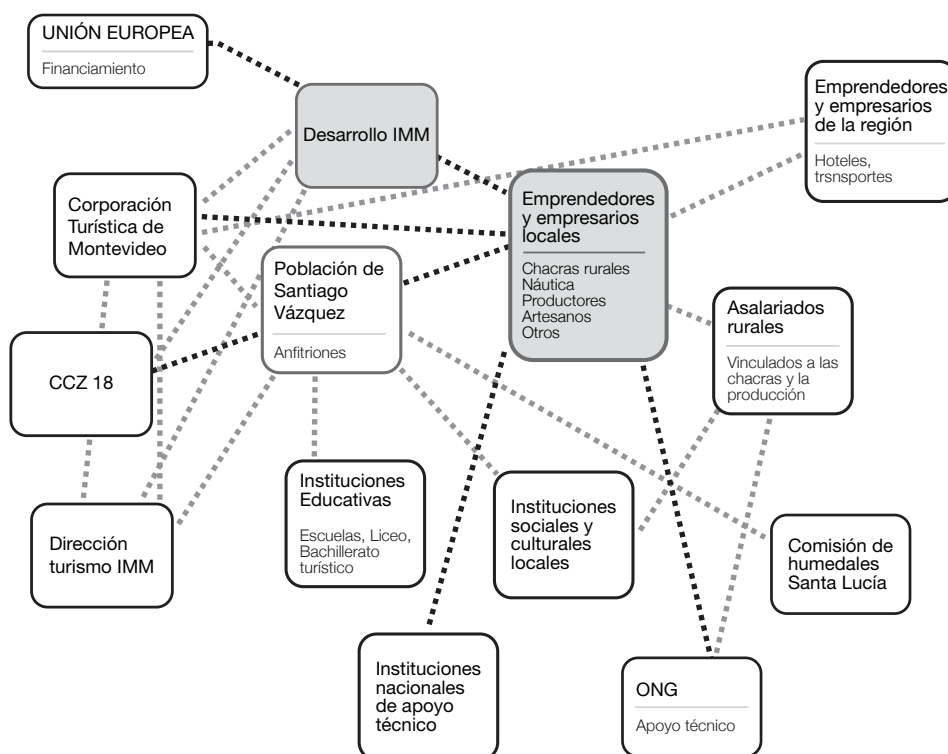 UNIÓN EUROPEA
Financiamiento
Desarrollo IMM
Emprendedores
y empresarios
de la región
Hoteles,
trsnsportes
Corporación
Turística de
Montevideo
Emprendedores
y empresarios
locales
Chacras rurales
Náutica
Productores
Artesanos
Otros
Población de
Santiago
Vázquez
Anfitriones
Asalariados
rurales
Vinculados a las
chacras y la
producción
CCZ 18
Instituciones
Educativas
Escuelas, Liceo,
Bachillerato
turístico
Instituciones
sociales y
culturales
locales
Dirección
turismo IMM
Comisión de
humedales
Santa Lucía
Instituciones
nacionales
de apoyo
técnico
ONG
Apoyo técnico